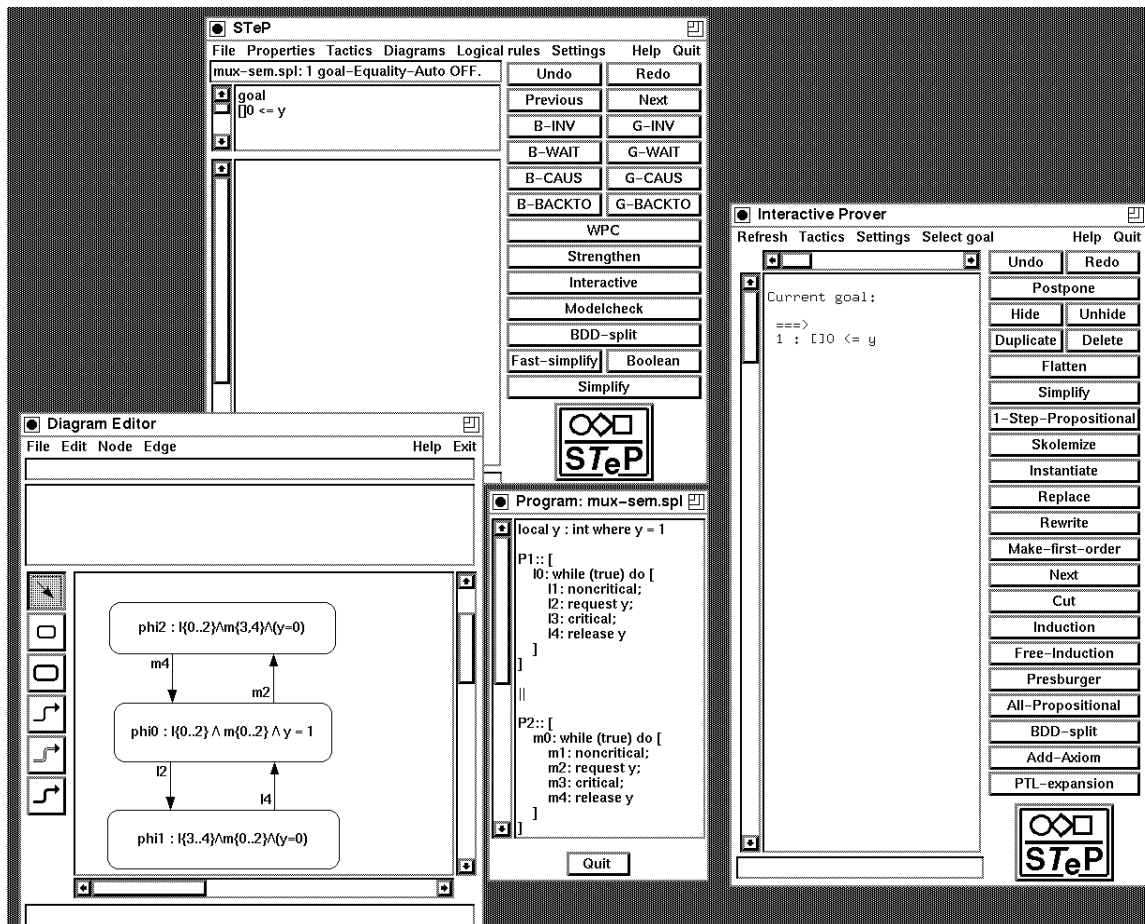 STeP
File Properties Tactics Diagrams Logical rules Settings Help Quit
mux-sem.spl: 1 goal-Equality-Auto OFF.
goal
[]0 <= y
Undo Redo
Previous Next
B-INV G-INV
B-WAIT G-WAIT
B-CAUS G-CAUS
B-BACKTO G-BACKTO
WPC
Strengthen
Interactive
Modelcheck
BDD-split
Fast-simplify Boolean
Simplify
STeP
Diagram Editor
File Edit Node Edge Help Exit
phi2 : l{0..2}/\m{3,4}/\(y=0)
m4
m2
phi0 : l{0..2} /\ m{0..2} /\ y = 1
l2
l4
phi1 : l{3..4}/\m{0..2}/\(y=0)
Program: mux-sem.spl
local y : int where y = 1
P1:: [
l0: while (true) do [
l1: noncritical;
l2: request y;
l3: critical;
l4: release y
]
]
||
P2:: [
m0: while (true) do [
m1: noncritical;
m2: request y;
m3: critical;
m4: release y
]
]
Quit
Interactive Prover
Refresh Tactics Settings Select goal Help Quit
Current goal:
===>
1 : []0 <= y
Undo Redo
Postpone
Hide Unhide
Duplicate Delete
Flatten
Simplify
1-Step-Propositional
Skolemize
Instantiate
Replace
Rewrite
Make-first-order
Next
Cut
Induction
Free-Induction
Presburger
All-Propositional
BDD-split
Add-Axiom
PTL-expansion
STeP